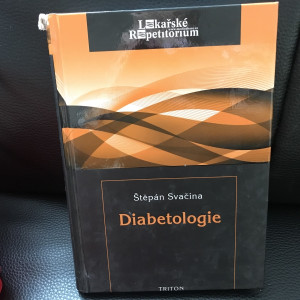 Lékařské
Repetitorium
Štěpán Svačina
Diabetologie
TRITON